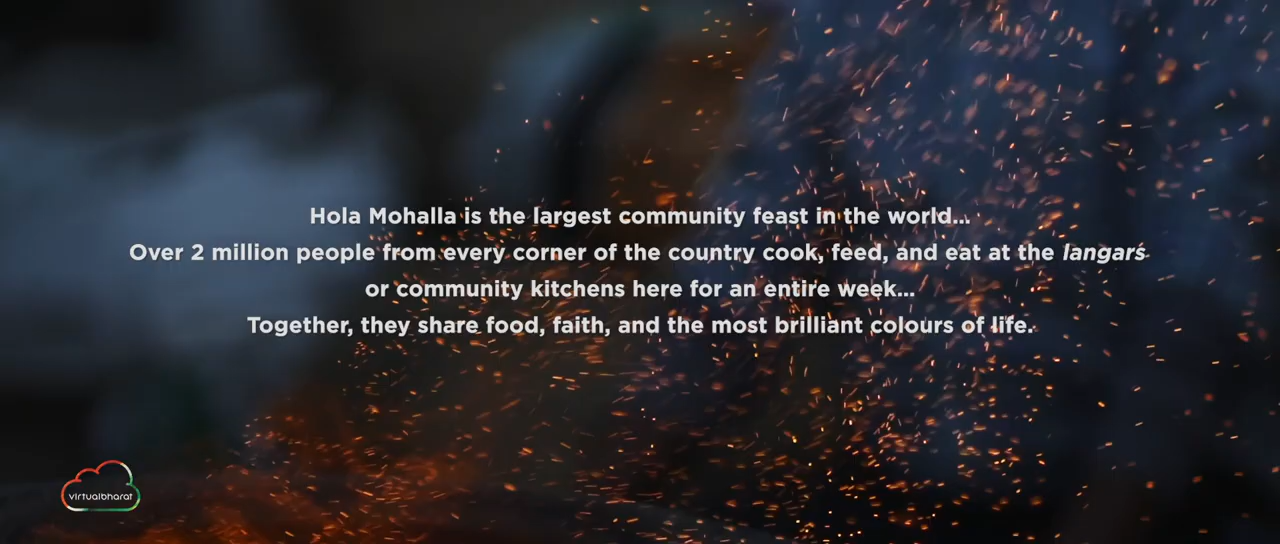 Hola Mohalla is the largest community feast in the world...
Over 2 million people from every corner of the country cook, feed, and eat at the langars
or community kitchens here for an entire week...
Together, they share food, faith, and the most brilliant colours of life.
virtualbharat